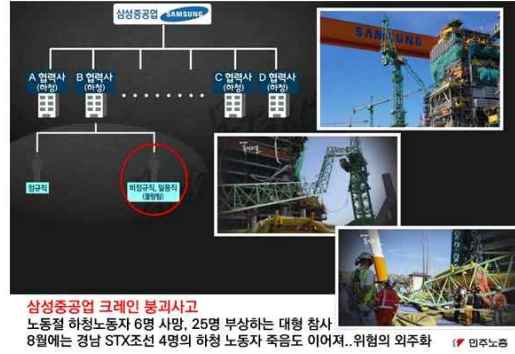 삼성중공업 SAMSUNG
A 협력사
(하청)
B 협력사
(하청)
C 협력사
(하청)
D 협력사
(하청)
정규직
비정규직, 일용직
(물량팀)
SAMSUNG
삼성중공업 크레인 붕괴사고
노동절 하청노동자 6명 사망, 25명 부상하는 대형 참사
8월에는 경남 STX조선 4명의 하청 노동자 죽음도 이어져..위험의 외주화
민주노총